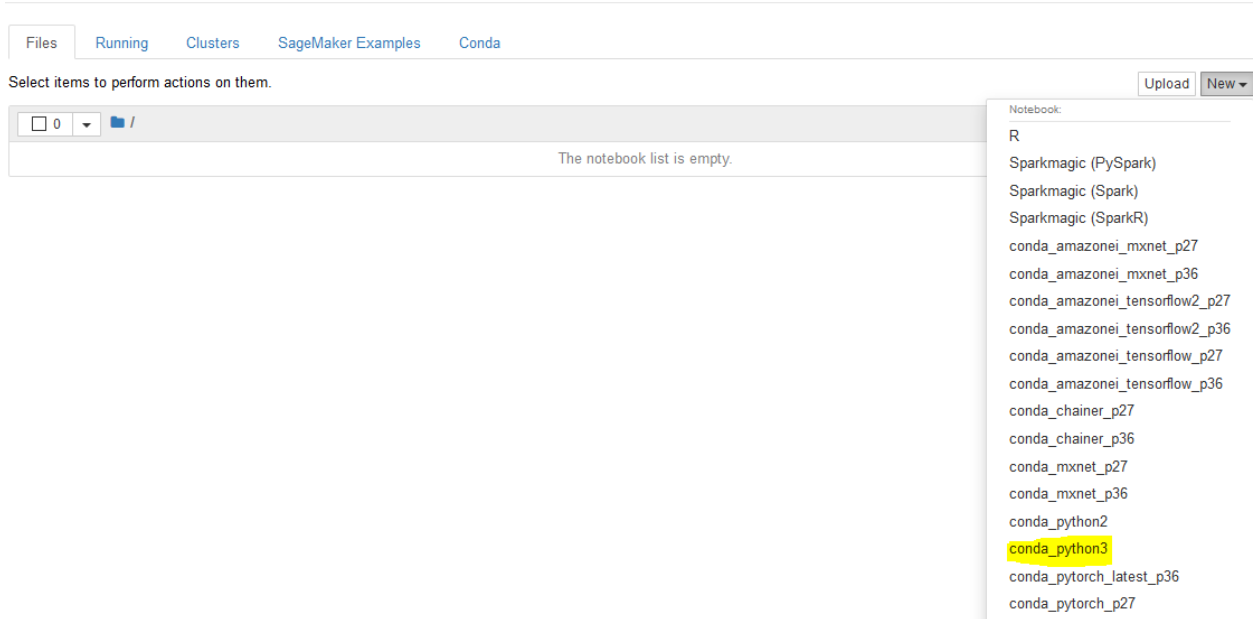 Files Running Clusters SageMaker Examples Conda
Select items to perform actions on them.
Upload New
0 /
The notebook list is empty.
Notebook:
R
Sparkmagic (PySpark)
Sparkmagic (Spark)
Sparkmagic (SparkR)
conda_amazonei_mxnet_p27
conda_amazonei_mxnet_p36
conda_amazonei_tensorflow2_p27
conda_amazonei_tensorflow2_p36
conda_amazonei_tensorflow_p27
conda_amazonei_tensorflow_p36
conda_chainer_p27
conda_chainer_p36
conda_mxnet_p27
conda_mxnet_p36
conda_python2
conda_python3
conda_pytorch_latest_p36
conda_pytorch_p27